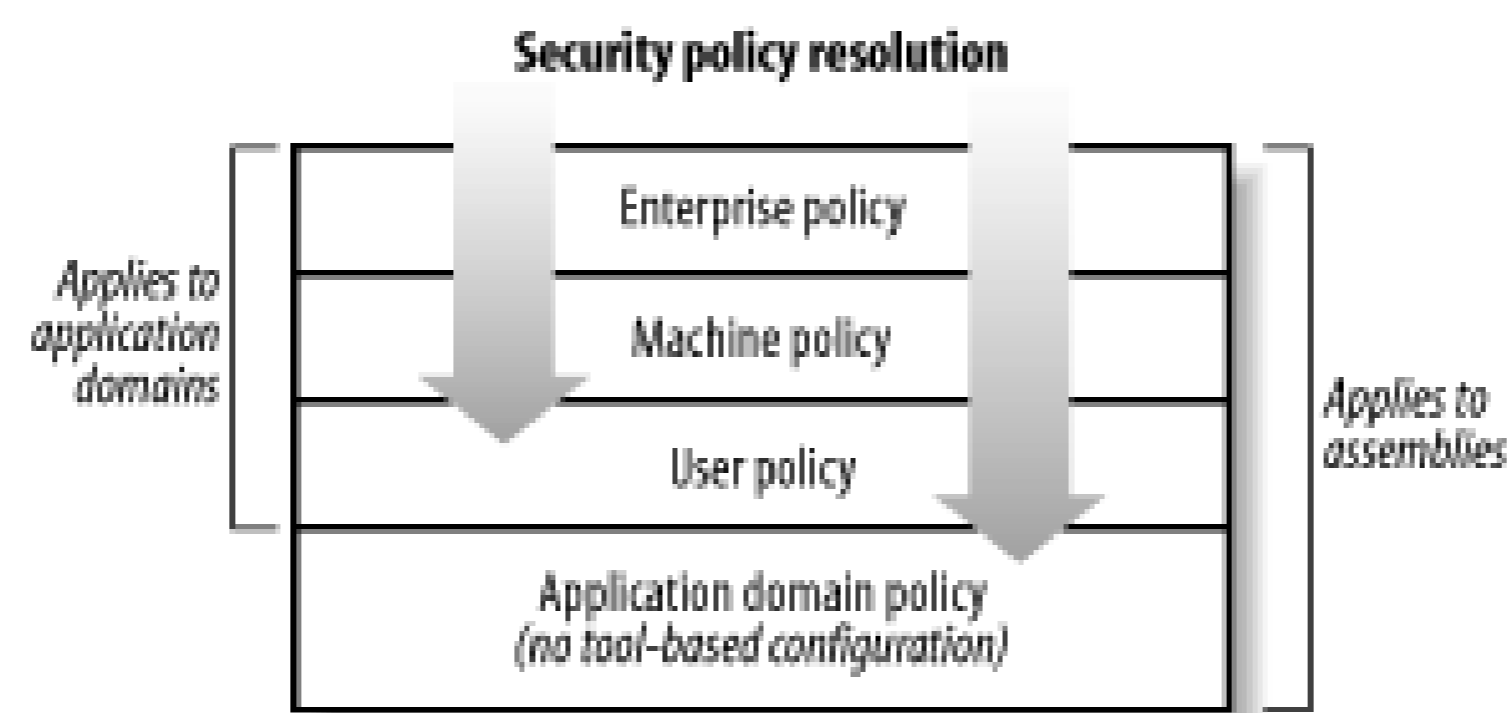 Security policy resolution
Enterprise policy
Applies to
application
domains
Machine policy
Applies to
assemblies
User policy
Application domain policy
(no tool-based configuration)